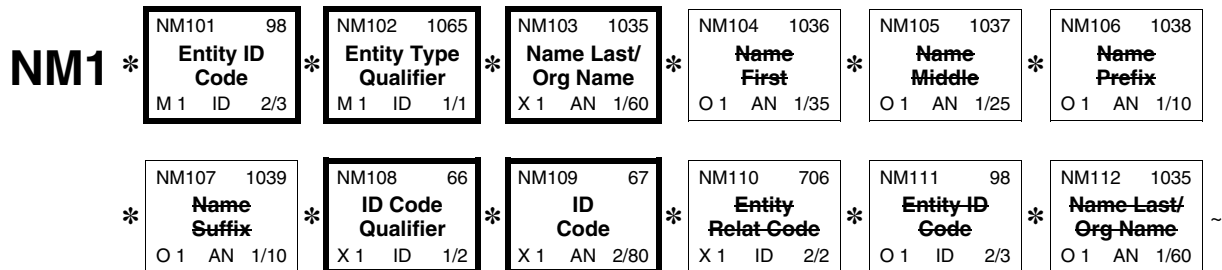 NM101 98 NM102 1065 NM103 1035 NM104 1036 NM105 1037 NM106 1038
NM1 * Entity ID Code * Entity Type Qualifier * Name Last/ Org Name * Name First * Name Middle * Name Prefix
M 1 ID 2/3 M 1 ID 1/1 X 1 AN 1/60 O 1 AN 1/35 O 1 AN 1/25 O 1 AN 1/10
NM107 1039 NM108 66 NM109 67 NM110 706 NM111 98 NM112 1035
* Name Suffix * ID Code Qualifier * ID Code * Entity Relat Code * Entity ID Code * Name Last/ Org Name ~
O 1 AN 1/10 X 1 ID 1/2 X 1 AN 2/80 X 1 ID 2/2 O 1 ID 2/3 O 1 AN 1/60